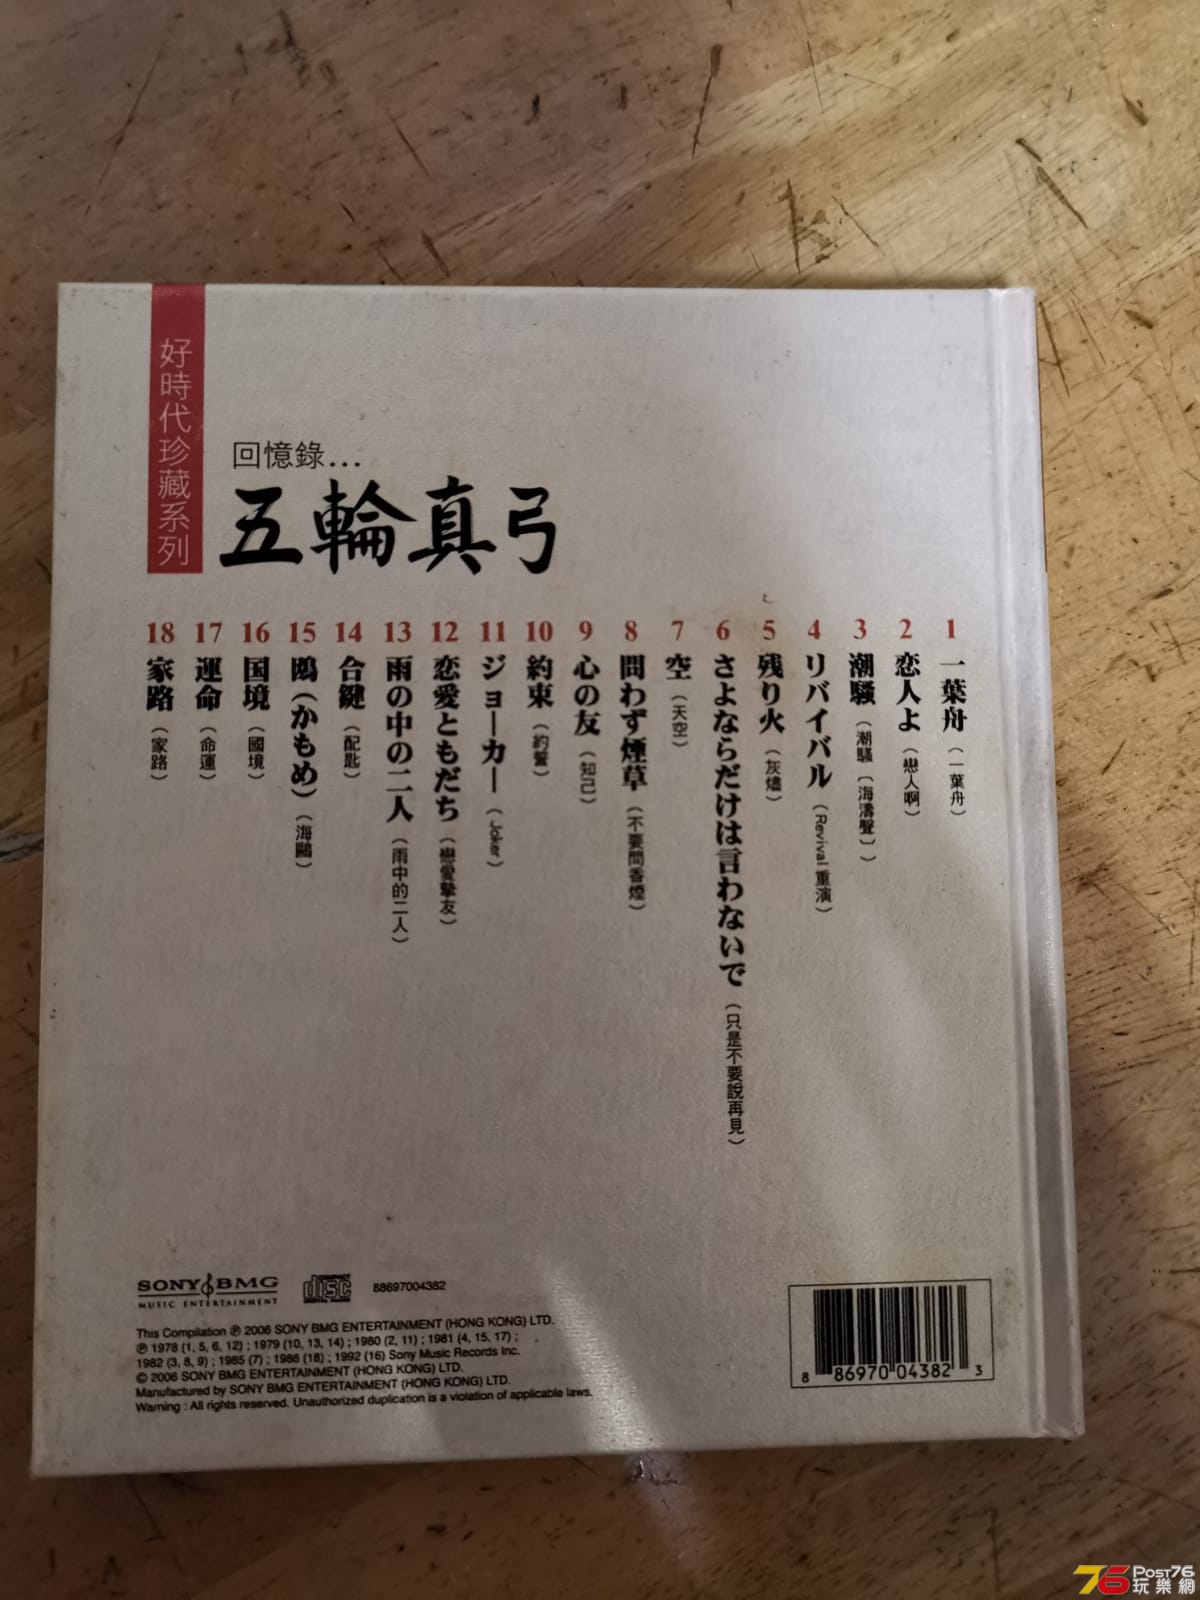 好時代珍藏系列
回憶錄...
五輪真弓
1 一葉舟（一葉舟）
2 恋人よ（戀人啊）
3 潮騒（潮騷（海濤聲））
4 リバイバル（Revival 重演）
5 残り火（灰燼）
6 さよならだけは言わないで（只是不要說再見）
7 空（天空）
8 問わず煙草（不要問香煙）
9 心の友（知己）
10 約束（約誓）
11 ジョーカー（Joker）
12 恋愛ともだち（戀愛摯友）
13 雨の中の二人（雨中的二人）
14 合鍵（配匙）
15 鴎（かもめ）（海鷗）
16 国境（國境）
17 運命（命運）
18 家路（家路）
SONY BMG
MUSIC ENTERTAINMENT
COMPACT
disc
DIGITAL AUDIO
88697004382
This Compilation ℗ 2006 SONY BMG ENTERTAINMENT (HONG KONG) LTD.
℗ 1978 (1, 5, 6, 12) ; 1979 (10, 13, 14) ; 1980 (2, 11) ; 1981 (4, 15, 17) ;
1982 (3, 8, 9) ; 1985 (7) ; 1986 (18) ; 1992 (16) Sony Music Records Inc.
© 2006 SONY BMG ENTERTAINMENT (HONG KONG) LTD.
Manufactured by SONY BMG ENTERTAINMENT (HONG KONG) LTD.
Warning : All rights reserved. Unauthorized duplication is a violation of applicable laws.
8 86970 04382 3
76 Post76
玩樂網